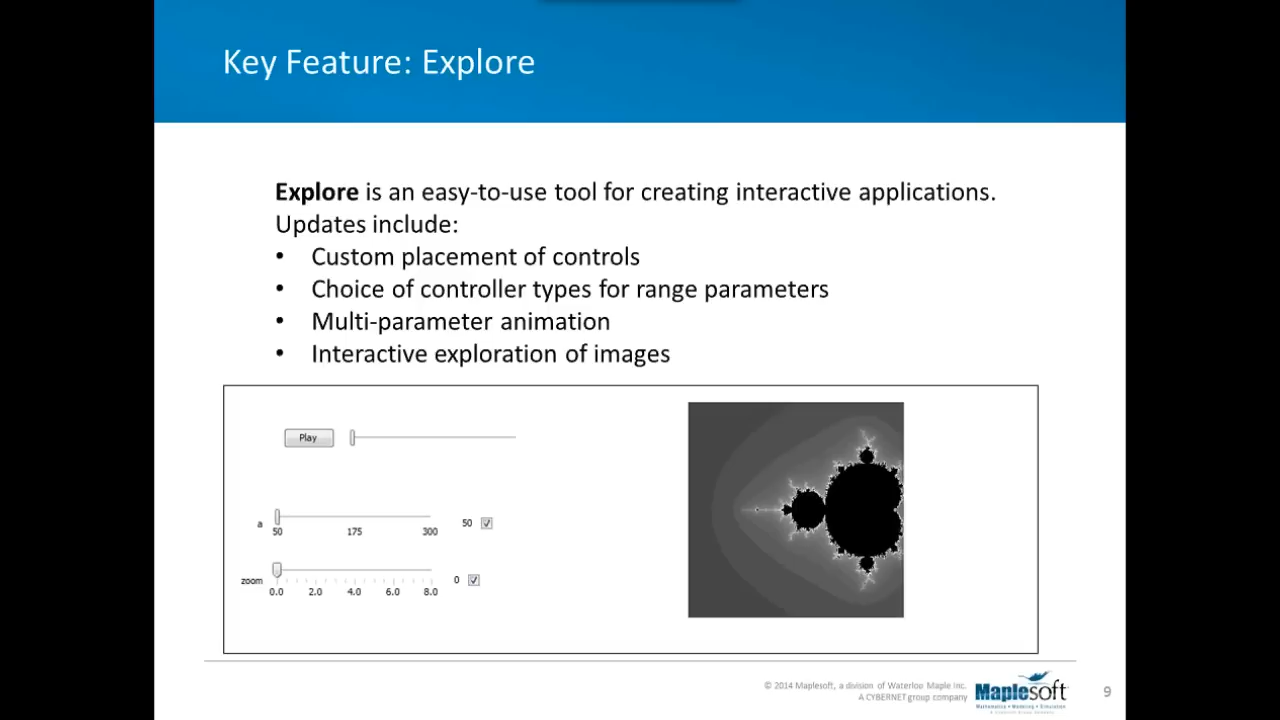 Key Feature: Explore
Explore is an easy-to-use tool for creating interactive applications.
Updates include:
• Custom placement of controls
• Choice of controller types for range parameters
• Multi-parameter animation
• Interactive exploration of images
Play
a
50 175 300
50
zoom
0.0 2.0 4.0 6.0 8.0
0
© 2014 Maplesoft, a division of Waterloo Maple Inc.
A CYBERNET group company
Maplesoft
Mathematics • Modeling • Simulation
9